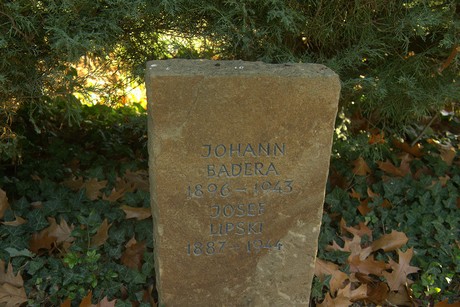 JOHANN
BADERA
1896-1943
JOSEF
LIPSKI
1887-1944